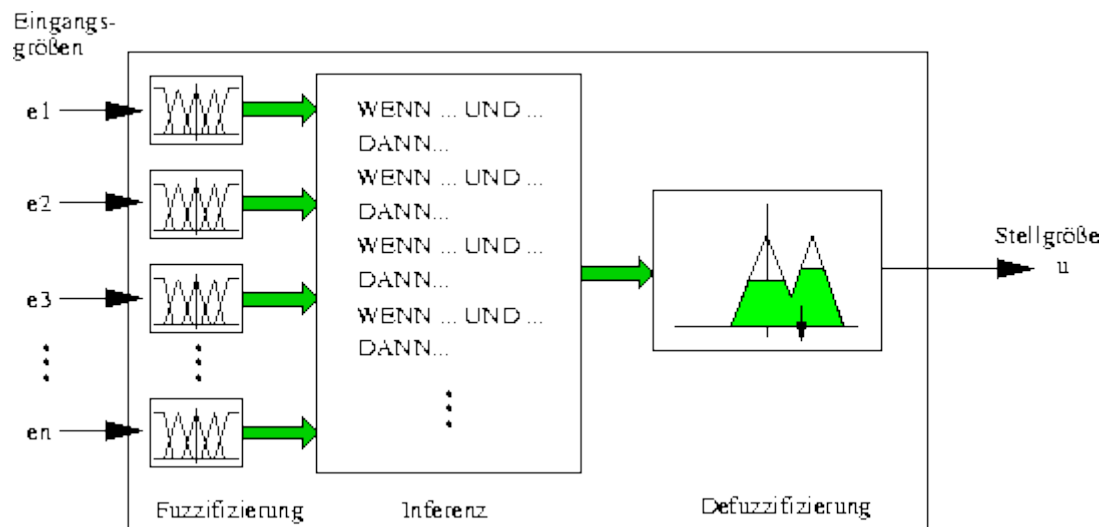 Eingangs-
größen
e1
e2
e3
en
WENN ... UND ...
DANN...
WENN ... UND ...
DANN...
WENN ... UND ...
DANN...
WENN ... UND ...
DANN...
Stellgröße
u
Fuzzifizierung
Inferenz
Defuzzifizierung